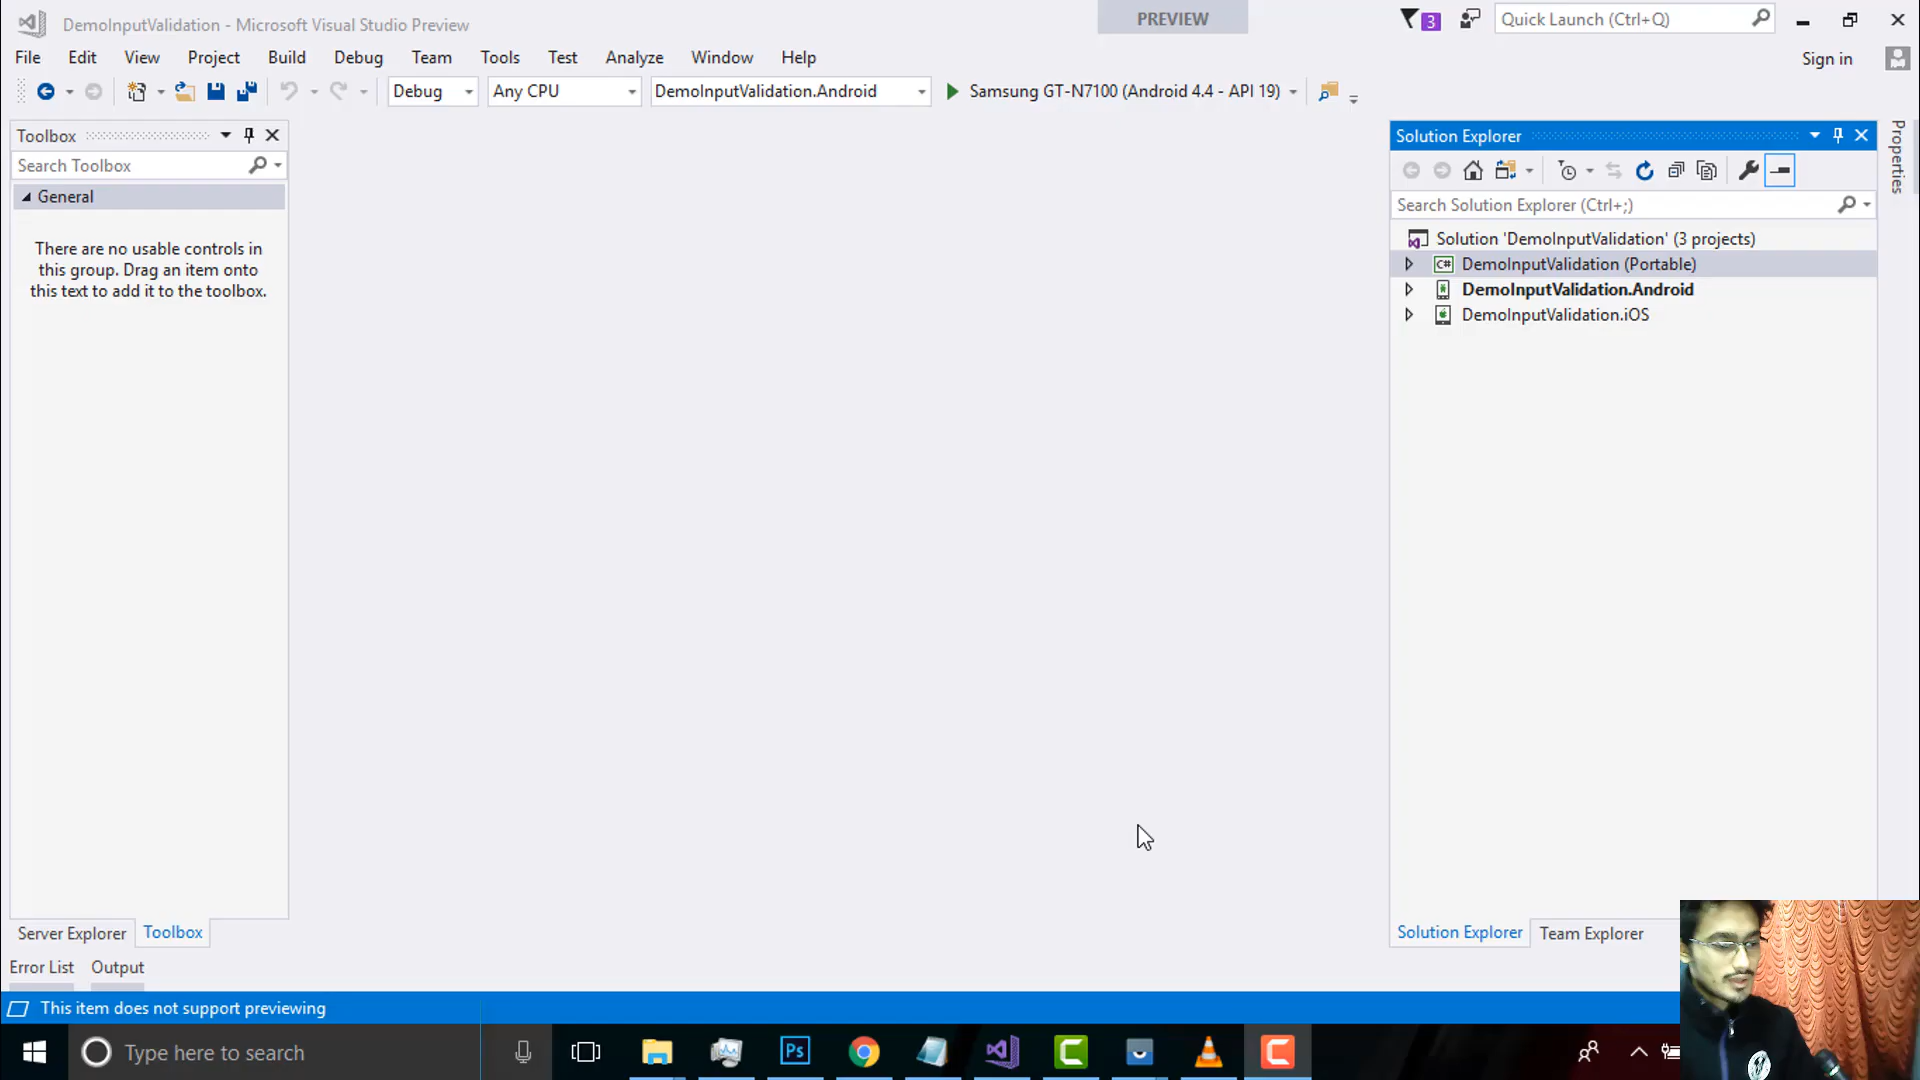 DemoInputValidation - Microsoft Visual Studio Preview
PREVIEW
3
Quick Launch (Ctrl+Q)
File Edit View Project Build Debug Team Tools Test Analyze Window Help
Sign in
Debug Any CPU DemoInputValidation.Android Samsung GT-N7100 (Android 4.4 - API 19)
Toolbox
Search Toolbox
General
There are no usable controls in
this group. Drag an item onto
this text to add it to the toolbox.
Solution Explorer
Search Solution Explorer (Ctrl+;)
Solution 'DemoInputValidation' (3 projects)
C# DemoInputValidation (Portable)
DemoInputValidation.Android
DemoInputValidation.iOS
Properties
Server Explorer Toolbox
Solution Explorer Team Explorer
Error List Output
This item does not support previewing
Type here to search
Ps